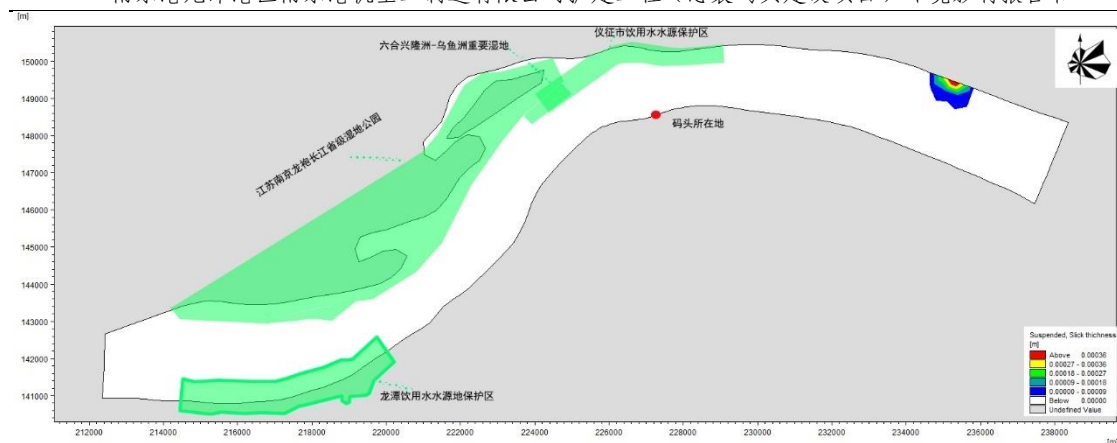 [m]
150000
149000
148000
147000
146000
145000
144000
143000
142000
141000
六合兴隆洲-乌鱼洲重要湿地
仪征市饮用水水源保护区
江苏南京龙袍长江省级湿地公园
码头所在地
龙潭饮用水水源地保护区
Suspended, Slick thickness
[m]
Above 0.00036
0.00027 - 0.00036
0.00018 - 0.00027
0.00009 - 0.00018
0.00000 - 0.00009
Below 0.00000
Undefined Value
212000 214000 216000 218000 220000 222000 224000 226000 228000 230000 232000 234000 236000 238000